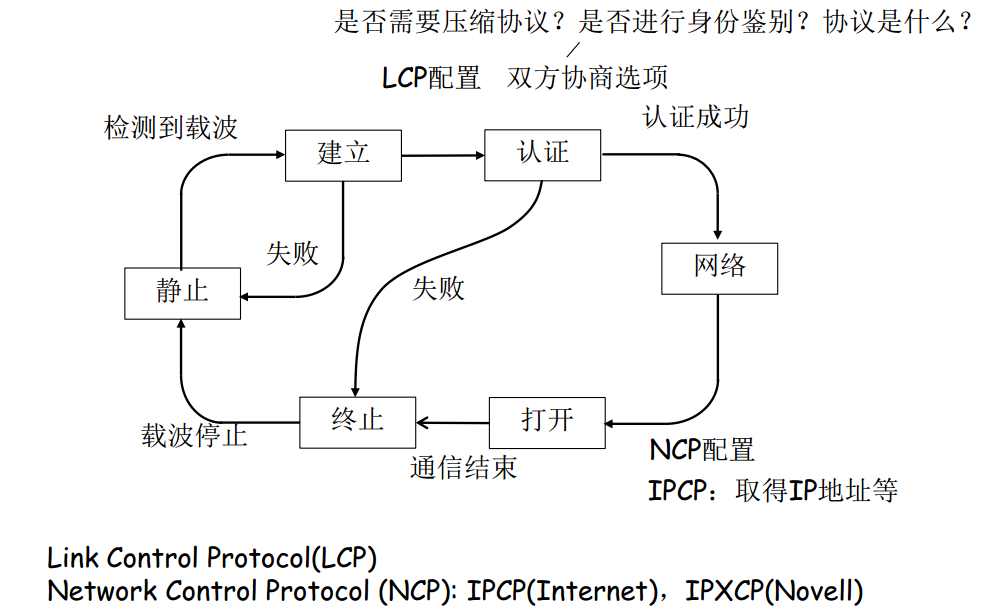 是否需要压缩协议？是否进行身份鉴别？协议是什么？
LCP配置 双方协商选项
认证成功
检测到载波
建立
认证
失败
网络
静止
失败
终止
打开
载波停止
通信结束
NCP配置
IPCP：取得IP地址等
Link Control Protocol(LCP)
Network Control Protocol (NCP): IPCP(Internet)，IPXCP(Novell)